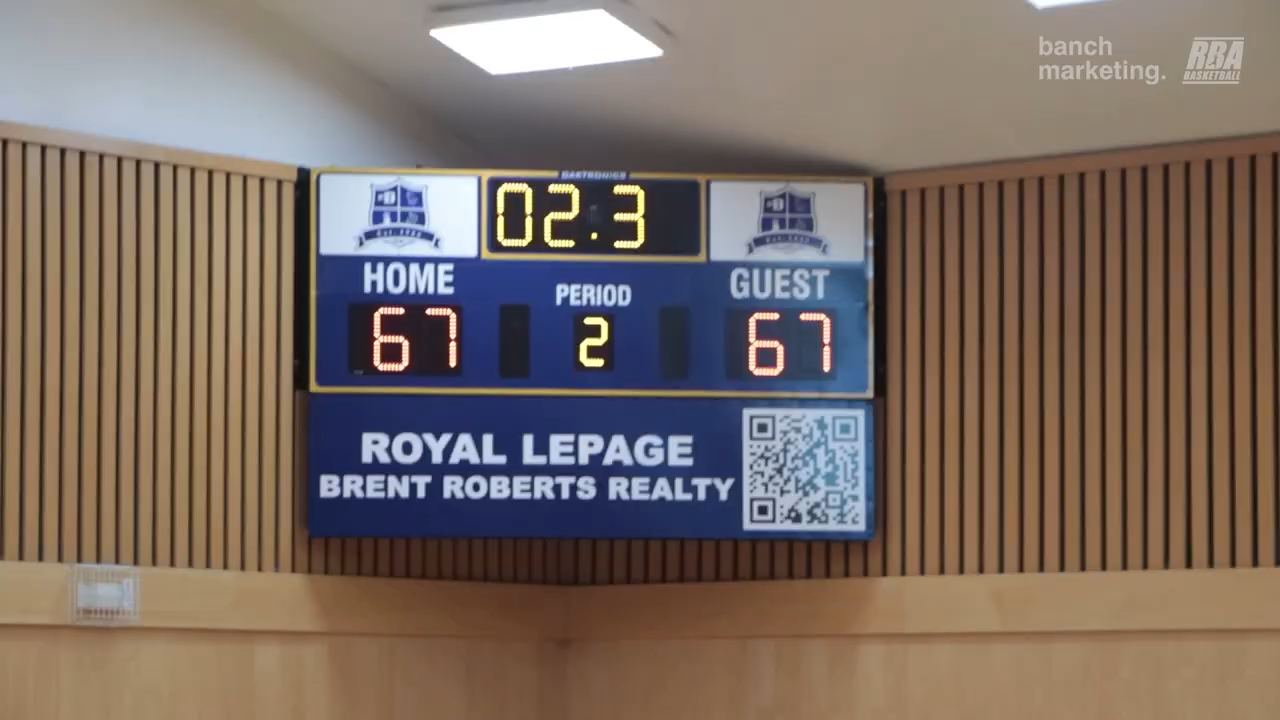 banch
marketing.
RBA
BASKETBALL
DAKTRONICS
02.3
HOME
PERIOD
GUEST
67
2
67
ROYAL LEPAGE
BRENT ROBERTS REALTY